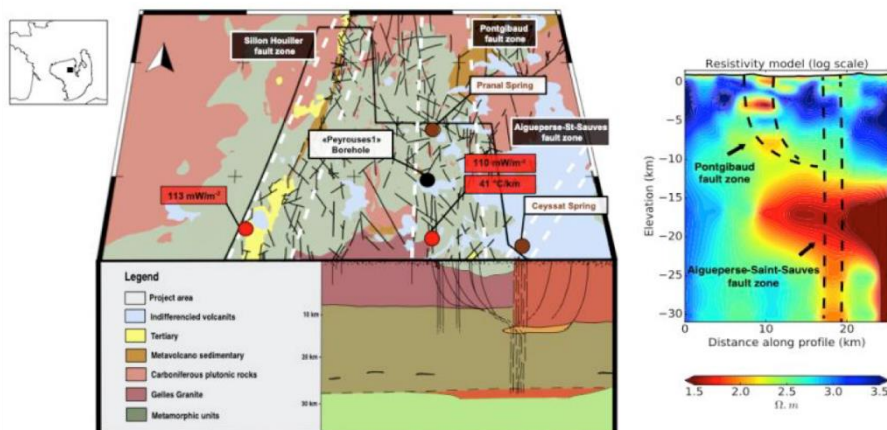 Sillon Houiller
fault zone
Pontgibaud
fault zone
Pranal Spring
«Peyrouses1»
Borehole
Aigueperse-St-Sauves
fault zone
110 mW/m-²
41 °C/km
113 mW/m-²
Ceyssat Spring
Legend
Project area
Indifferencied volcanits
Tertiary
Metavolcano sedimentary
Carboniferous plutonic rocks
Gelles Granite
Metamorphic units
10 km
20 km
30 km
Resistivity model (log scale)
Elevation (km)
0
−5
−10
−15
−20
−25
−30
Pontgibaud
fault zone
Aigueperse-Saint-Sauves
fault zone
0
10
20
Distance along profile (km)
1.5
2.0
2.5
3.0
3.5
Ω. m